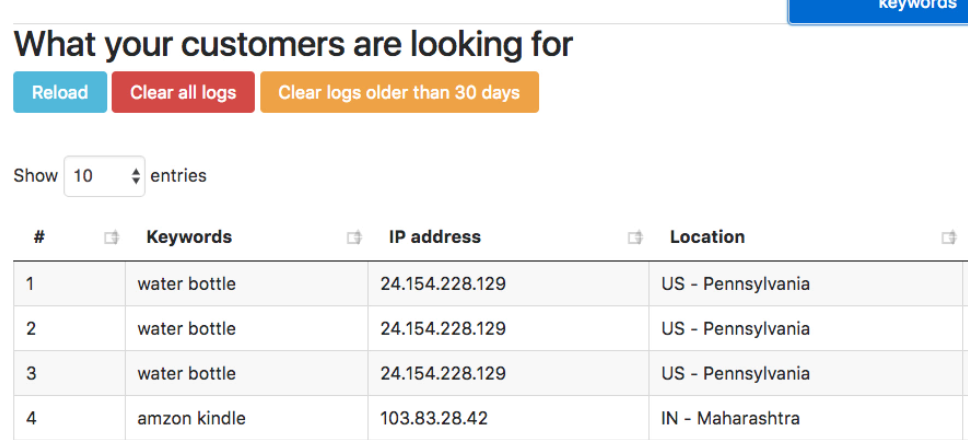 keywords
What your customers are looking for
Reload Clear all logs Clear logs older than 30 days
Show 10 entries
# Keywords IP address Location
1 water bottle 24.154.228.129 US - Pennsylvania
2 water bottle 24.154.228.129 US - Pennsylvania
3 water bottle 24.154.228.129 US - Pennsylvania
4 amzon kindle 103.83.28.42 IN - Maharashtra